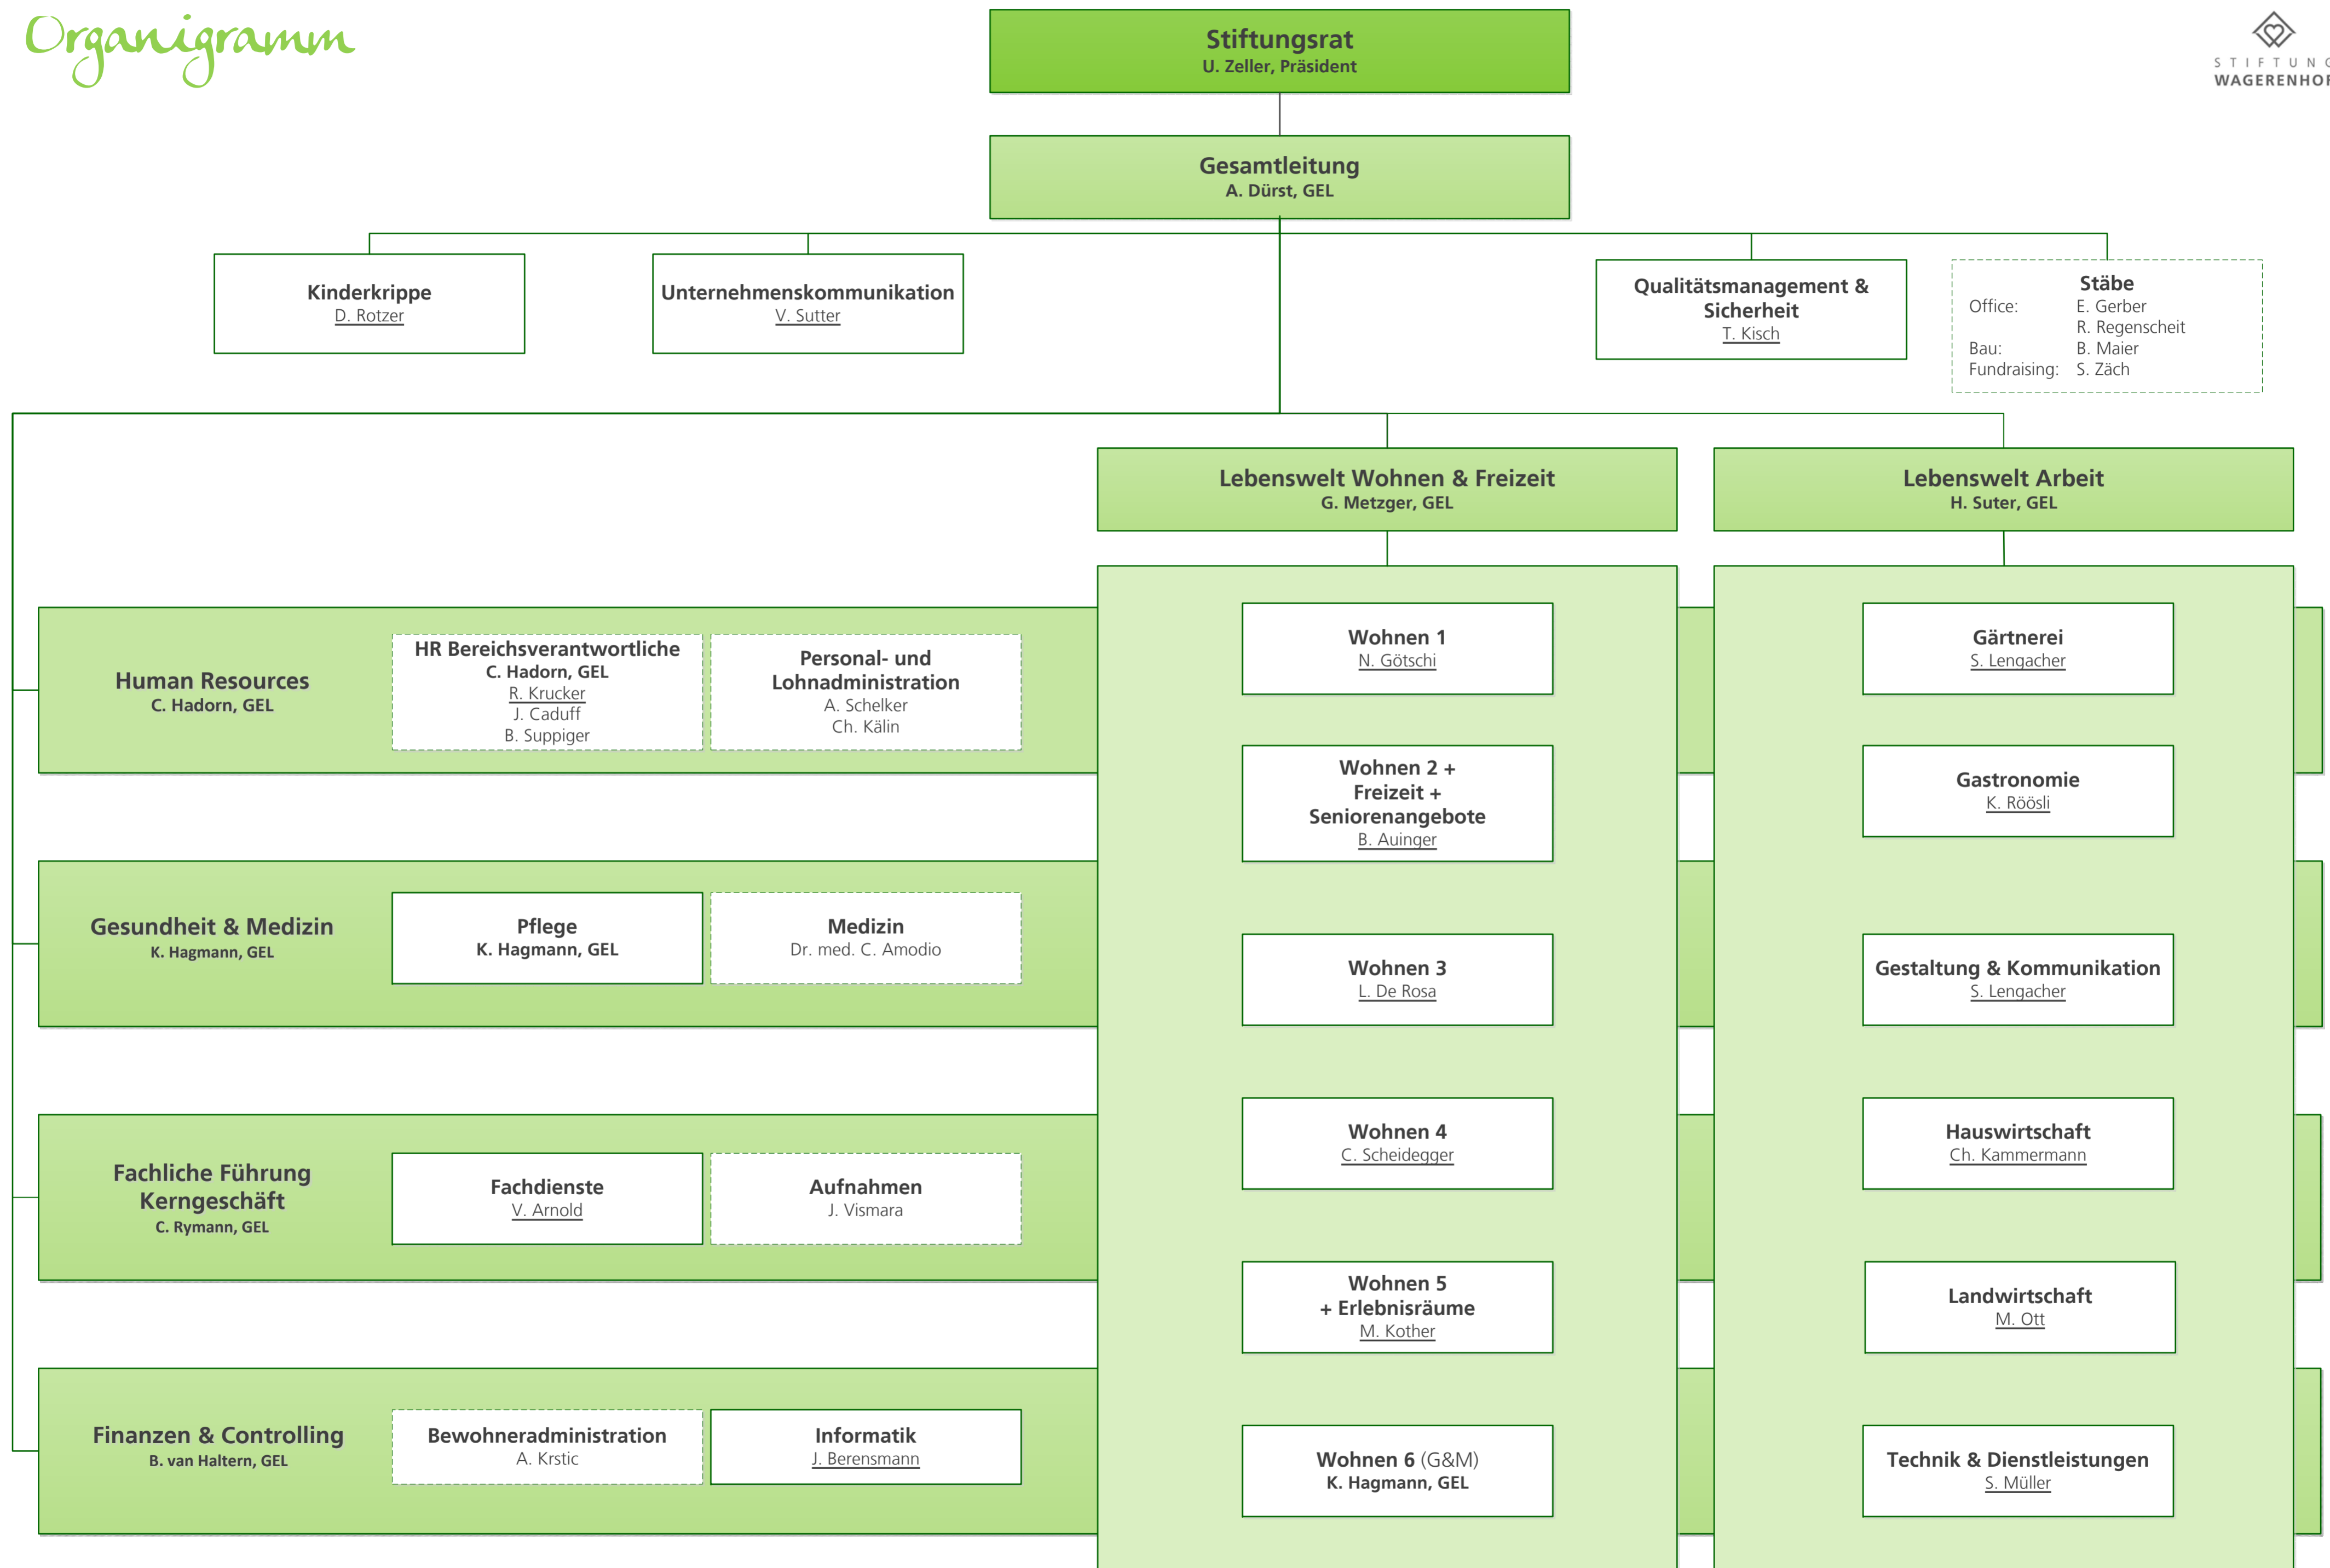 Organigramm
Stiftungsrat
U. Zeller, Präsident
STIFTUNG
WAGERENHOF
Gesamtleitung
A. Dürst, GEL
Kinderkrippe
D. Rotzer
Unternehmenskommunikation
V. Sutter
Qualitätsmanagement &
Sicherheit
T. Kisch
Stäbe
Office: E. Gerber
R. Regenscheit
Bau: B. Maier
Fundraising: S. Zäch
Lebenswelt Wohnen & Freizeit
G. Metzger, GEL
Lebenswelt Arbeit
H. Suter, GEL
Human Resources
C. Hadorn, GEL
HR Bereichsverantwortliche
C. Hadorn, GEL
R. Krucker
J. Caduff
B. Suppiger
Personal- und
Lohnadministration
A. Schelker
Ch. Kälin
Gesundheit & Medizin
K. Hagmann, GEL
Pflege
K. Hagmann, GEL
Medizin
Dr. med. C. Amodio
Fachliche Führung
Kerngeschäft
C. Rymann, GEL
Fachdienste
V. Arnold
Aufnahmen
J. Vismara
Finanzen & Controlling
B. van Haltern, GEL
Bewohneradministration
A. Krstic
Informatik
J. Berensmann
Wohnen 1
N. Götschi
Wohnen 2 +
Freizeit +
Seniorenangebote
B. Auinger
Wohnen 3
L. De Rosa
Wohnen 4
C. Scheidegger
Wohnen 5
+ Erlebnisräume
M. Kother
Wohnen 6 (G&M)
K. Hagmann, GEL
Gärtnerei
S. Lengacher
Gastronomie
K. Röösli
Gestaltung & Kommunikation
S. Lengacher
Hauswirtschaft
Ch. Kammermann
Landwirtschaft
M. Ott
Technik & Dienstleistungen
S. Müller